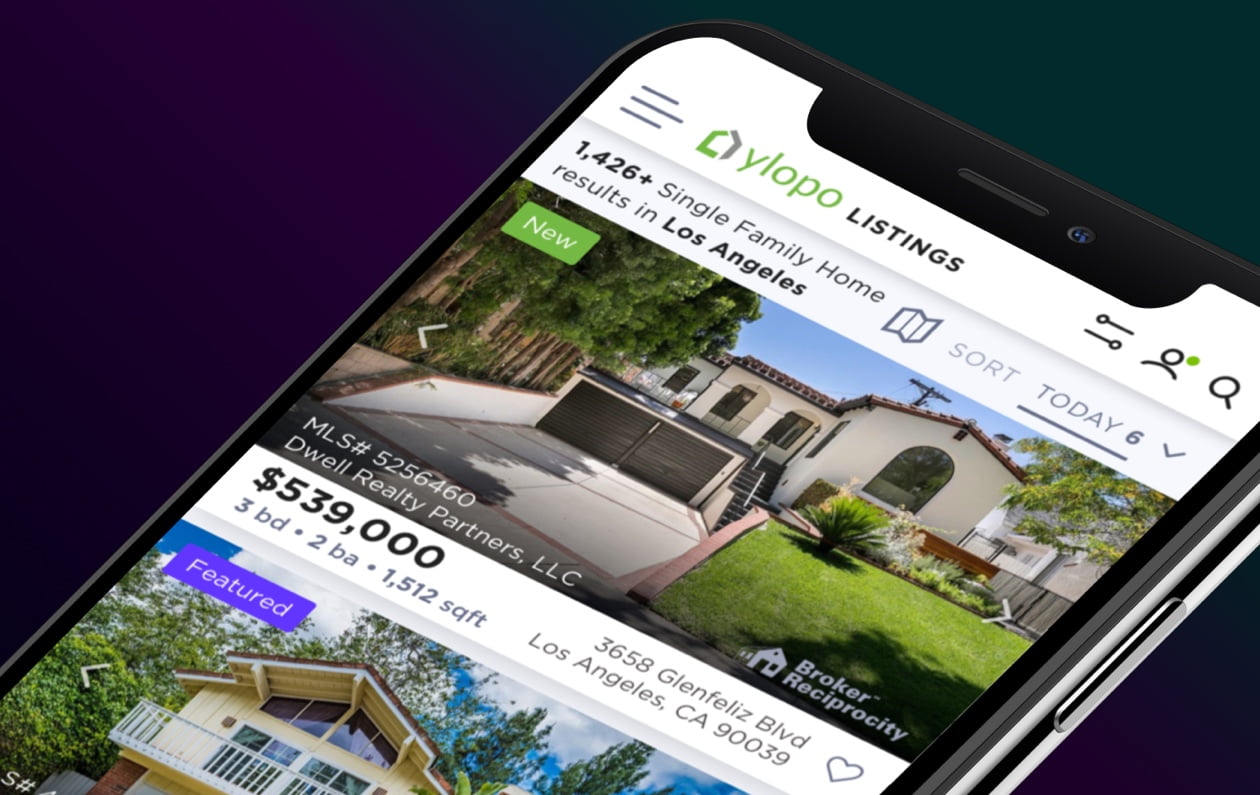 ylopo LISTINGS
1,426+ Single Family Home
results in Los Angeles
SORT TODAY 6
New
MLS# 5256460
Dwell Realty Partners, LLC
Broker™
Reciprocity
$539,000
3 bd • 2 ba • 1,512 sqft
3658 Glenfeliz Blvd
Los Angeles, CA 90039
Featured
S#